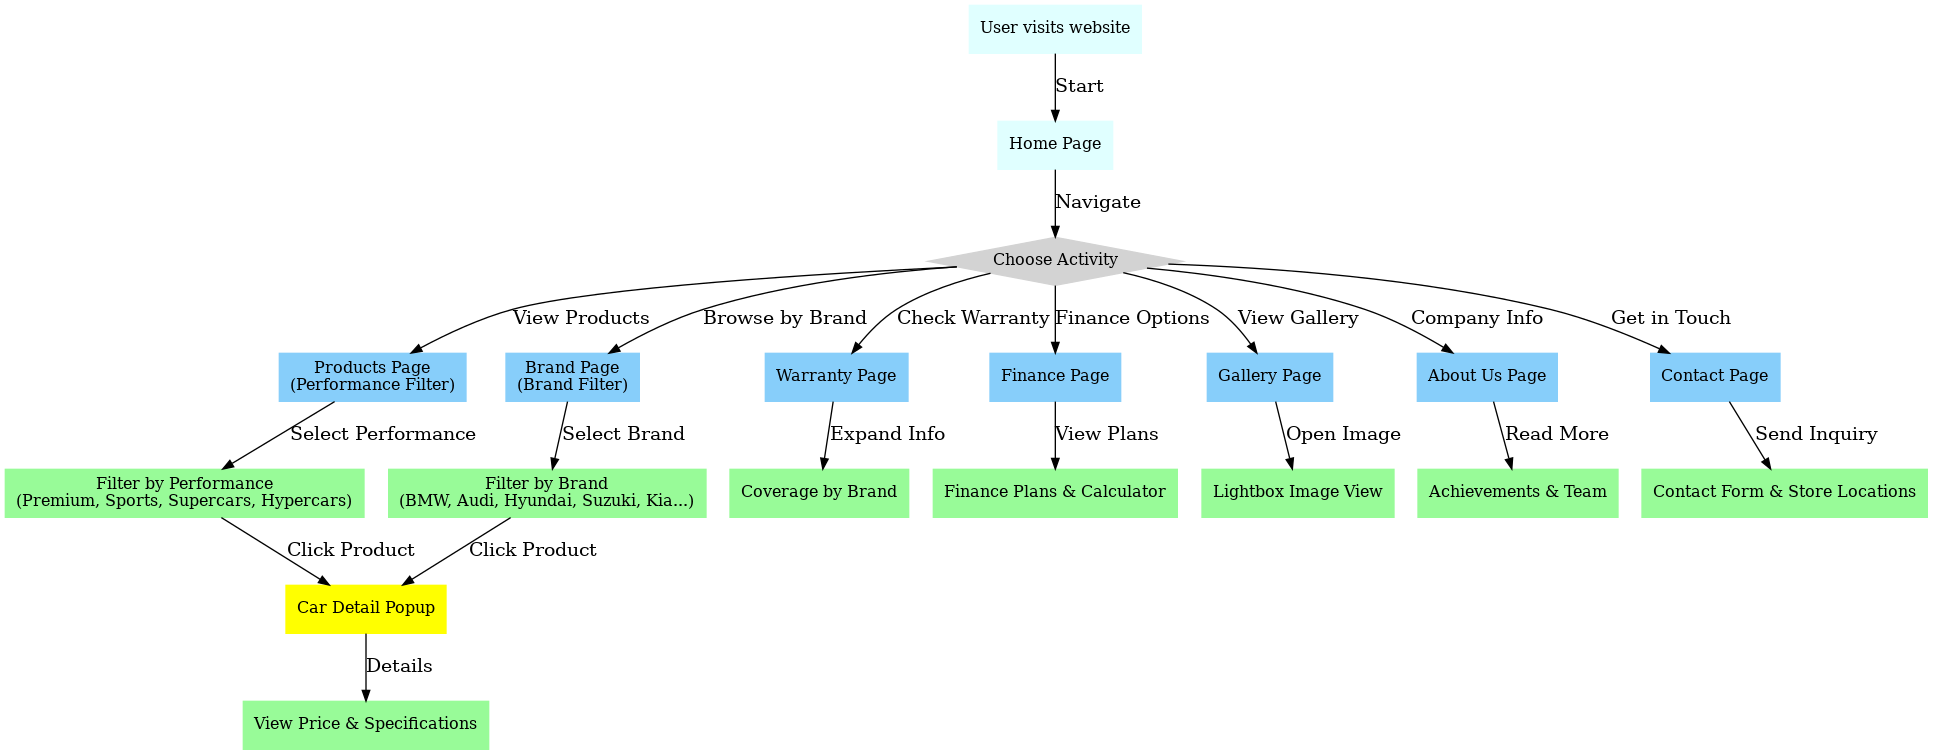 User visits website
Start
Home Page
Navigate
Choose Activity
View Products
Browse by Brand
Check Warranty
Finance Options
View Gallery
Company Info
Get in Touch
Products Page
(Performance Filter)
Brand Page
(Brand Filter)
Warranty Page
Finance Page
Gallery Page
About Us Page
Contact Page
Select Performance
Select Brand
Expand Info
View Plans
Open Image
Read More
Send Inquiry
Filter by Performance
(Premium, Sports, Supercars, Hypercars)
Filter by Brand
(BMW, Audi, Hyundai, Suzuki, Kia...)
Coverage by Brand
Finance Plans & Calculator
Lightbox Image View
Achievements & Team
Contact Form & Store Locations
Click Product
Click Product
Car Detail Popup
Details
View Price & Specifications